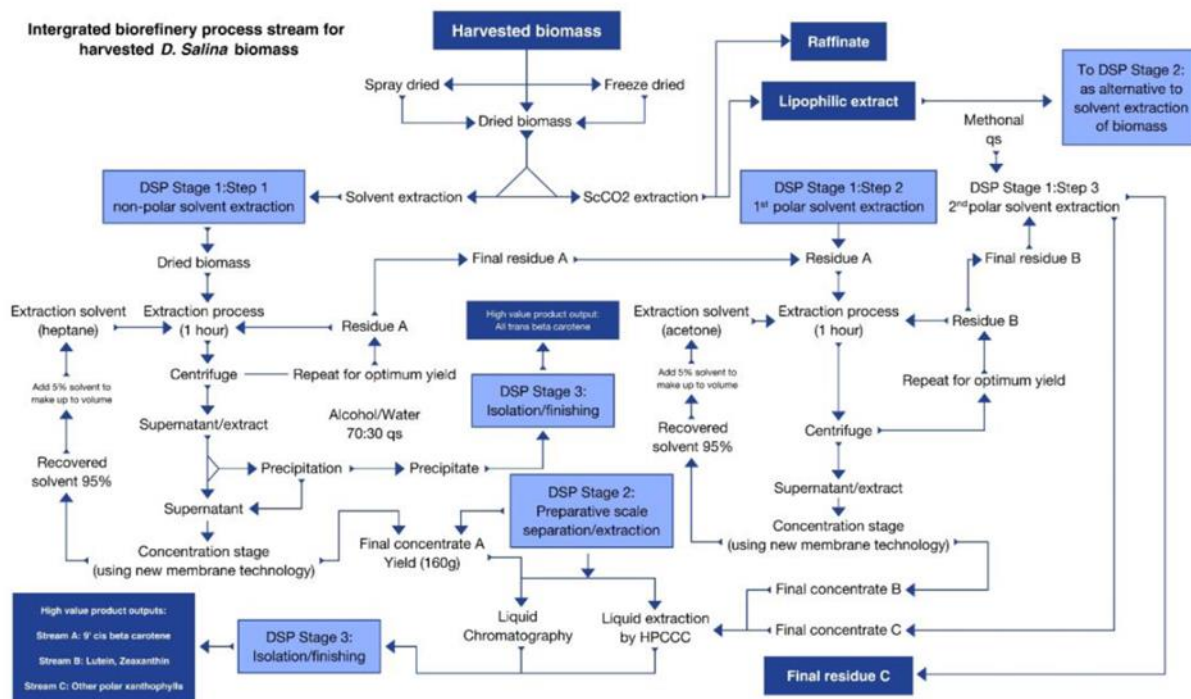 Intergrated biorefinery process stream for
harvested D. Salina biomass
Harvested biomass
Raffinate
Spray dried
Freeze dried
Lipophilic extract
To DSP Stage 2:
as alternative to
solvent extraction
of biomass
Dried biomass
Methonal
qs
DSP Stage 1:Step 1
non-polar solvent extraction
Solvent extraction
ScCO2 extraction
DSP Stage 1:Step 2
1st polar solvent extraction
DSP Stage 1:Step 3
2nd polar solvent extraction
Dried biomass
Final residue A
Residue A
Final residue B
Extraction solvent
(heptane)
Extraction process
(1 hour)
Residue A
High value product output:
All trans beta carotene
Extraction solvent
(acetone)
Extraction process
(1 hour)
Residue B
Add 5% solvent to
make up to volume
Centrifuge
Repeat for optimum yield
DSP Stage 3:
Isolation/finishing
Add 5% solvent to
make up to volume
Repeat for optimum yield
Supernatant/extract
Alcohol/Water
70:30 qs
Recovered
solvent 95%
Centrifuge
Recovered
solvent 95%
Precipitation
Precipitate
Supernatant/extract
Supernatant
DSP Stage 2:
Preparative scale
separation/extraction
Concentration stage
(using new membrane technology)
Final concentrate A
Yield (160g)
Concentration stage
(using new membrane technology)
Final concentrate B
High value product outputs:
Stream A: 9' cis beta carotene
Stream B: Lutein, Zeaxanthin
Stream C: Other polar xanthophylls
DSP Stage 3:
Isolation/finishing
Liquid
Chromatography
Liquid extraction
by HPCCC
Final concentrate C
Final residue C